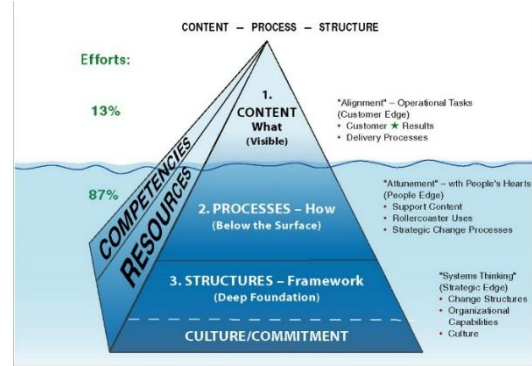 CONTENT – PROCESS – STRUCTURE
Efforts:
13%
87%
COMPETENCIES
RESOURCES
1.
CONTENT
What
(Visible)
2. PROCESSES – How
(Below the Surface)
3. STRUCTURES – Framework
(Deep Foundation)
CULTURE/COMMITMENT
"Alignment" – Operational Tasks
(Customer Edge)
• Customer ★ Results
• Delivery Processes
"Attunement" – wth People's Hearts
(People Edge)
• Support Content
• Rollercoaster Uses
• Strategic Change Processes
"Systems Thinking"
(Strategic Edge)
• Change Structures
• Organizational
Capabilities
• Culture